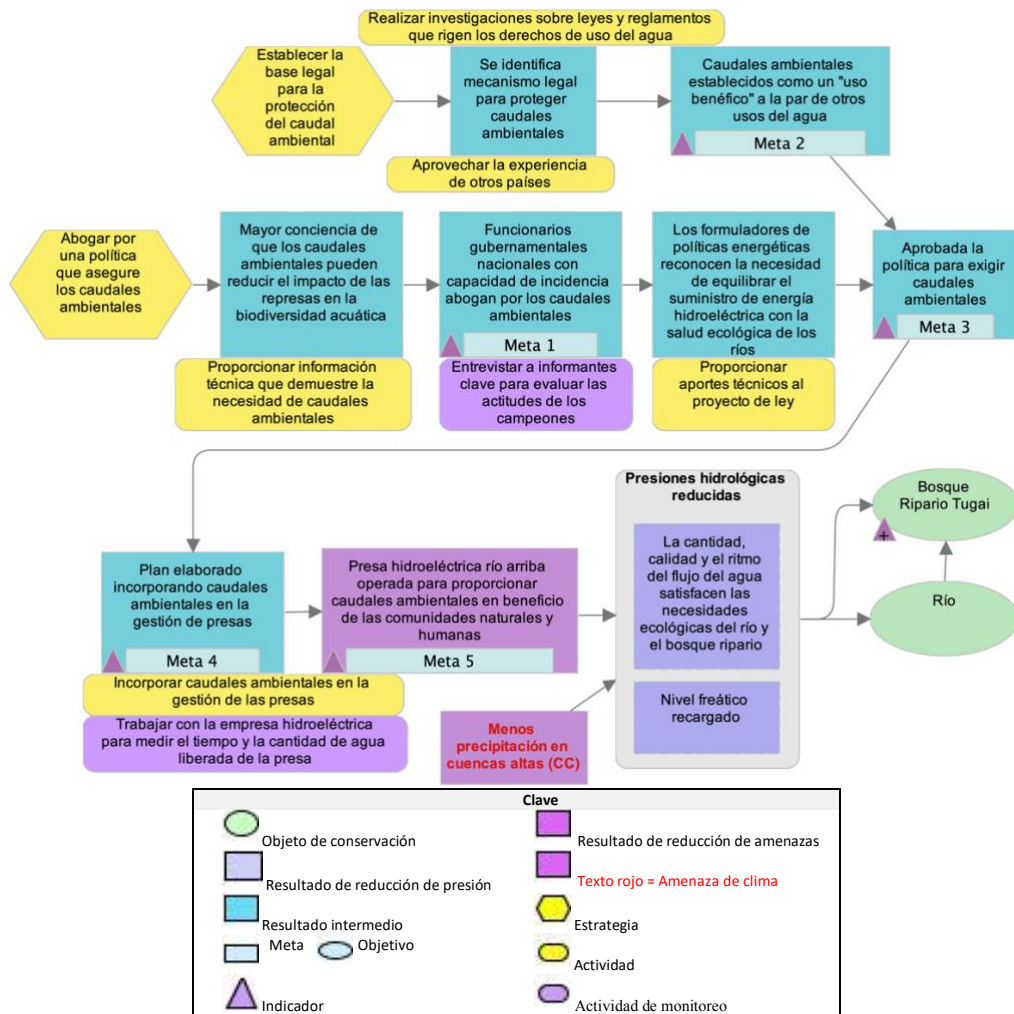 Realizar investigaciones sobre leyes y reglamentos
que rigen los derechos de uso del agua
Establecer la
base legal
para la
protección
del caudal
ambiental
Se identifica
mecanismo legal
para proteger
caudales
ambientales
Caudales ambientales
establecidos como un "uso
benéfico" a la par de otros
usos del agua
Meta 2
Aprovechar la experiencia
de otros países
Abogar por
una política
que asegure
los caudales
ambientales
Mayor conciencia de
que los caudales
ambientales pueden
reducir el impacto de las
represas en la
biodiversidad acuática
Funcionarios
gubernamentales
nacionales con
capacidad de incidencia
abogan por los caudales
ambientales
Meta 1
Los formuladores de
políticas energéticas
reconocen la necesidad
de equilibrar el
suministro de energía
hidroeléctrica con la
salud ecológica de los
ríos
Aprobada la
política para exigir
caudales
ambientales
Meta 3
Proporcionar información
técnica que demuestre la
necesidad de caudales
ambientales
Entrevistar a informantes
clave para evaluar las
actitudes de los
campeones
Proporcionar
aportes técnicos al
proyecto de ley
Plan elaborado
incorporando caudales
ambientales en la
gestión de presas
Meta 4
Presa hidroeléctrica río arriba
operada para proporcionar
caudales ambientales en beneficio
de las comunidades naturales y
humanas
Meta 5
Presiones hidrológicas
reducidas
La cantidad,
calidad y el ritmo
del flujo del agua
satisfacen las
necesidades
ecológicas del río y
el bosque ripario
Nivel freático
recargado
Bosque
Ripario Tugai
+
Río
Incorporar caudales ambientales en la
gestión de las presas
Trabajar con la empresa hidroeléctrica
para medir el tiempo y la cantidad de agua
liberada de la presa
Menos
precipitación en
cuencas altas (CC)
Clave
Objeto de conservación
Resultado de reducción de presión
Resultado intermedio
Meta Objetivo
Indicador
Resultado de reducción de amenazas
Texto rojo = Amenaza de clima
Estrategia
Actividad
Actividad de monitoreo